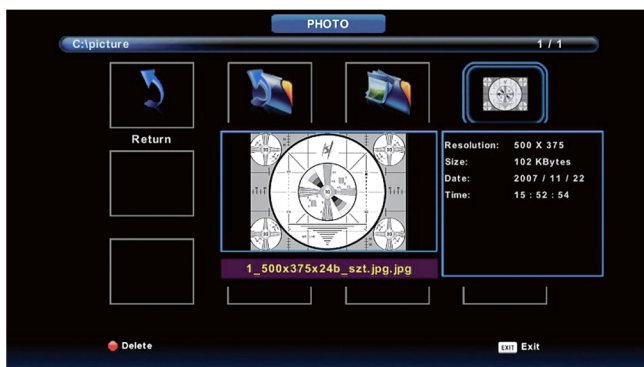 PHOTO
C:\picture
1 / 1
Return
Resolution: 500 X 375
Size: 102 KBytes
Date: 2007 / 11 / 22
Time: 15 : 52 : 54
1_500x375x24b_szt.jpg.jpg
Delete
EXIT Exit